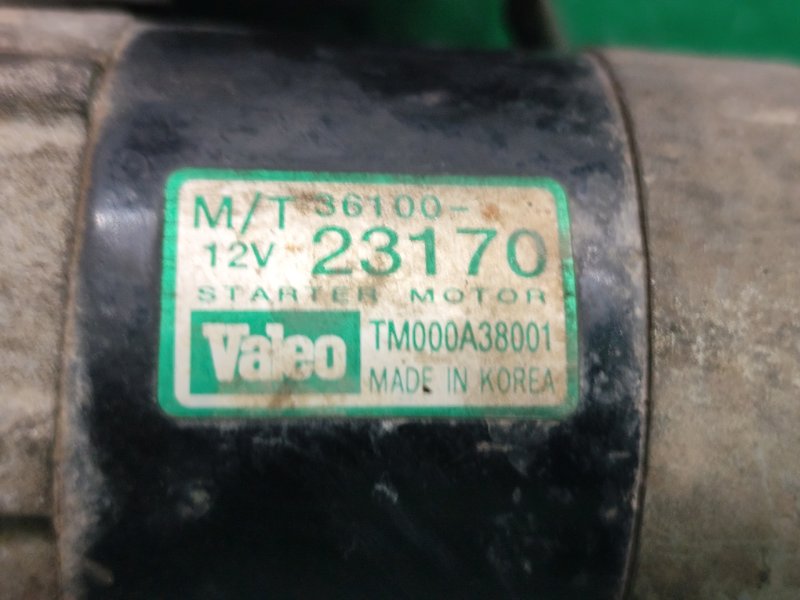 M/T 36100-
12V 23170
STARTER MOTOR
Valeo TM000A38001
MADE IN KOREA